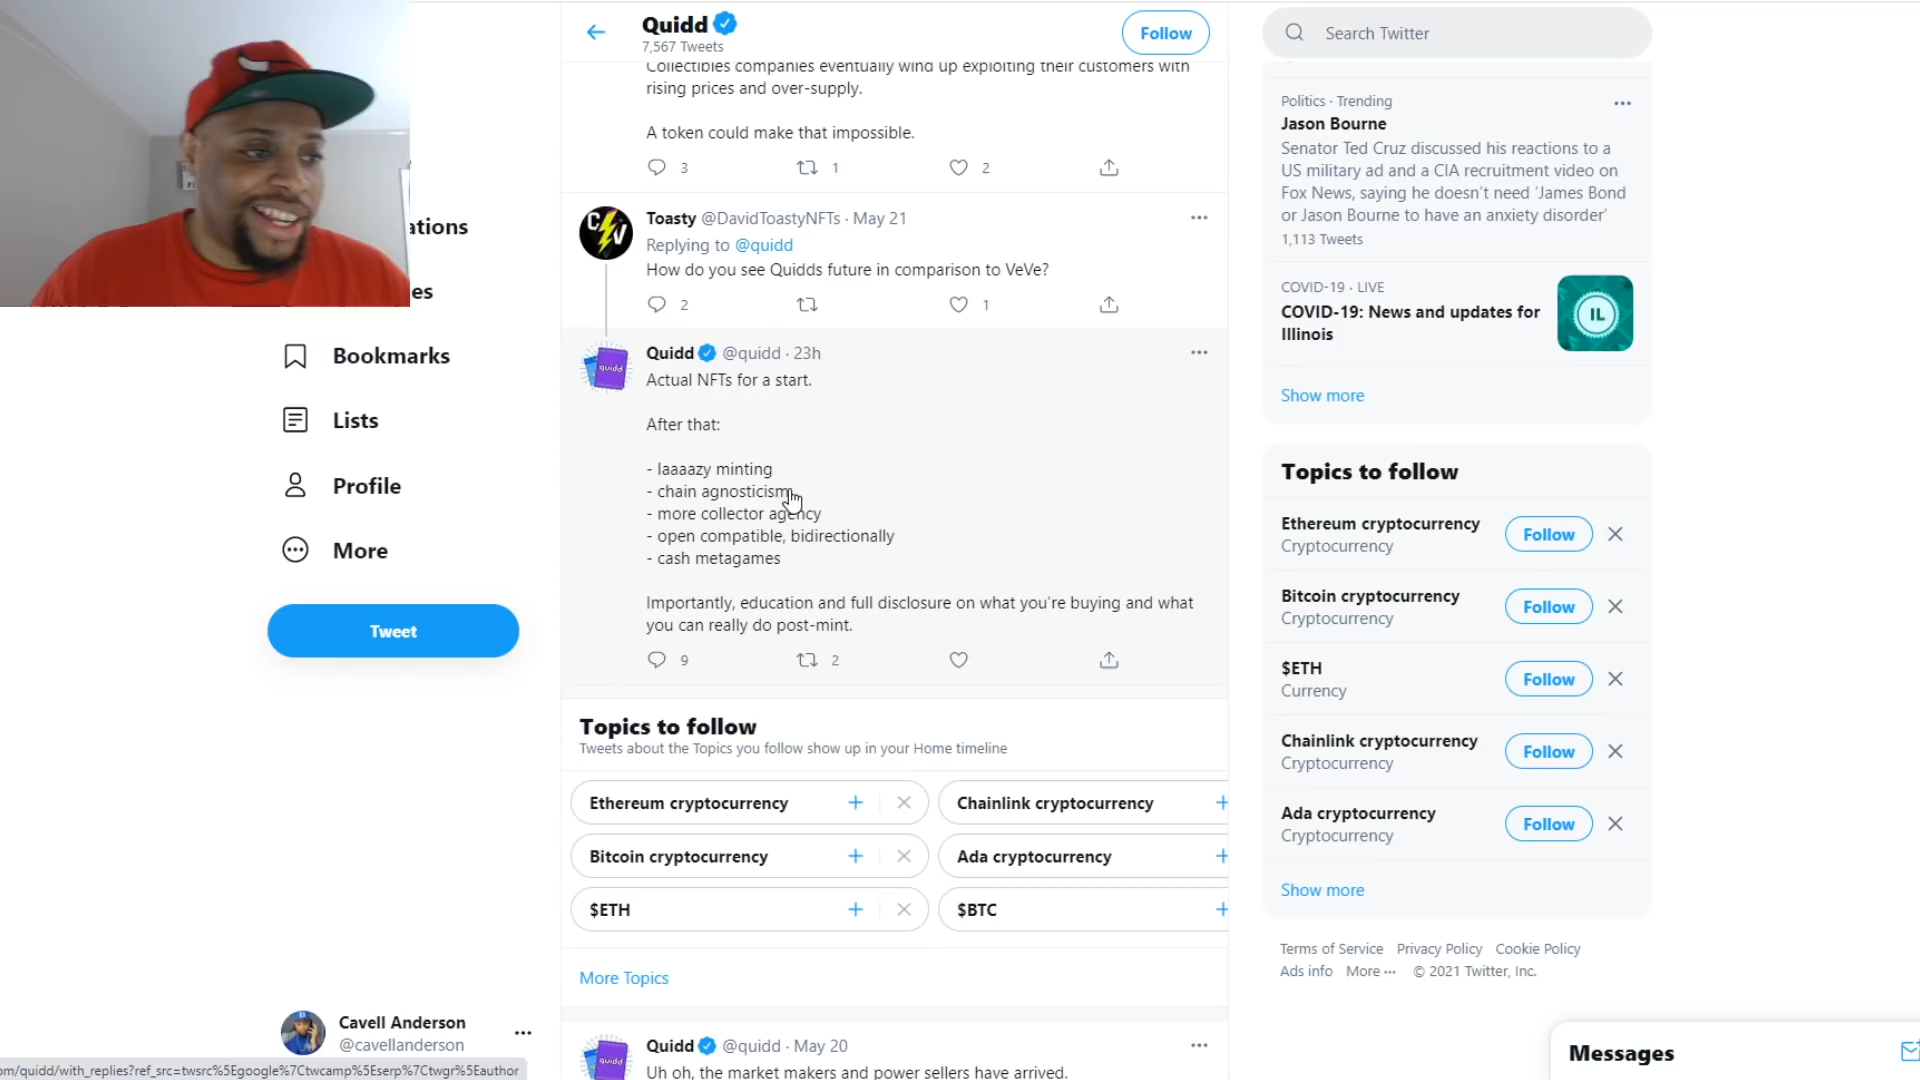 Quidd
7,567 Tweets
Follow
Search Twitter
Collectibles companies eventually wind up exploiting their customers with
rising prices and over-supply.
A token could make that impossible.
3 1 2
Toasty @DavidToastyNFTs · May 21
Replying to @quidd
How do you see Quidds future in comparison to VeVe?
2 1
quidd
Quidd @quidd · 23h
Actual NFTs for a start.
After that:
- laaaazy minting
- chain agnosticism
- more collector agency
- open compatible, bidirectionally
- cash metagames
Importantly, education and full disclosure on what you’re buying and what
you can really do post-mint.
9 2
Topics to follow
Tweets about the Topics you follow show up in your Home timeline
Ethereum cryptocurrency
Chainlink cryptocurrency
Bitcoin cryptocurrency
Ada cryptocurrency
$ETH
$BTC
More Topics
quidd
Quidd @quidd · May 20
Uh oh, the market makers and power sellers have arrived.
ations
es
Bookmarks
Lists
Profile
More
Tweet
Cavell Anderson
@cavellanderson
om/quidd/with_replies?ref_src=twsrc%5Egoogle%7Ctwcamp%5Eserp%7Ctwgr%5Eauthor
Politics · Trending
Jason Bourne
Senator Ted Cruz discussed his reactions to a
US military ad and a CIA recruitment video on
Fox News, saying he doesn’t need ‘James Bond
or Jason Bourne to have an anxiety disorder’
1,113 Tweets
COVID-19 · LIVE
COVID-19: News and updates for
Illinois
IL
Show more
Topics to follow
Ethereum cryptocurrency
Cryptocurrency
Follow
Bitcoin cryptocurrency
Cryptocurrency
Follow
$ETH
Currency
Follow
Chainlink cryptocurrency
Cryptocurrency
Follow
Ada cryptocurrency
Cryptocurrency
Follow
Show more
Terms of Service Privacy Policy Cookie Policy
Ads info More ··· © 2021 Twitter, Inc.
Messages